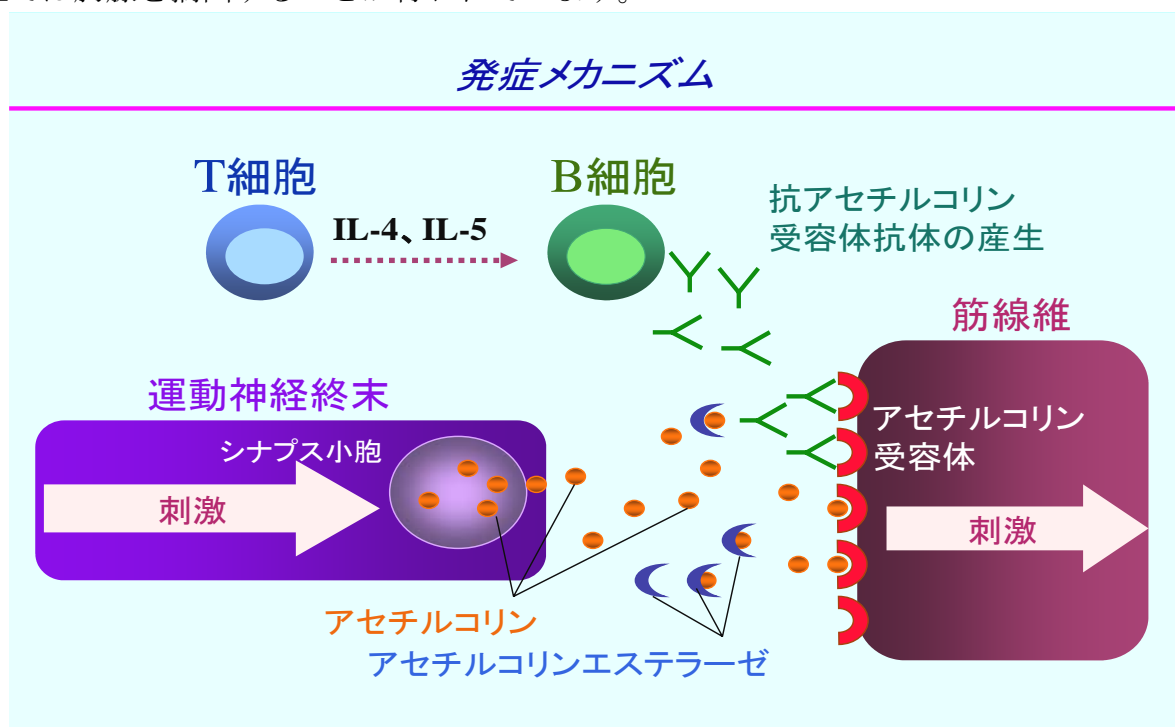 発症メカニズム
T細胞
B細胞
IL-4、IL-5
抗アセチルコリン
受容体抗体の産生
筋線維
運動神経終末
シナプス小胞
アセチルコリン
受容体
刺激
刺激
アセチルコリン
アセチルコリンエステラーゼ